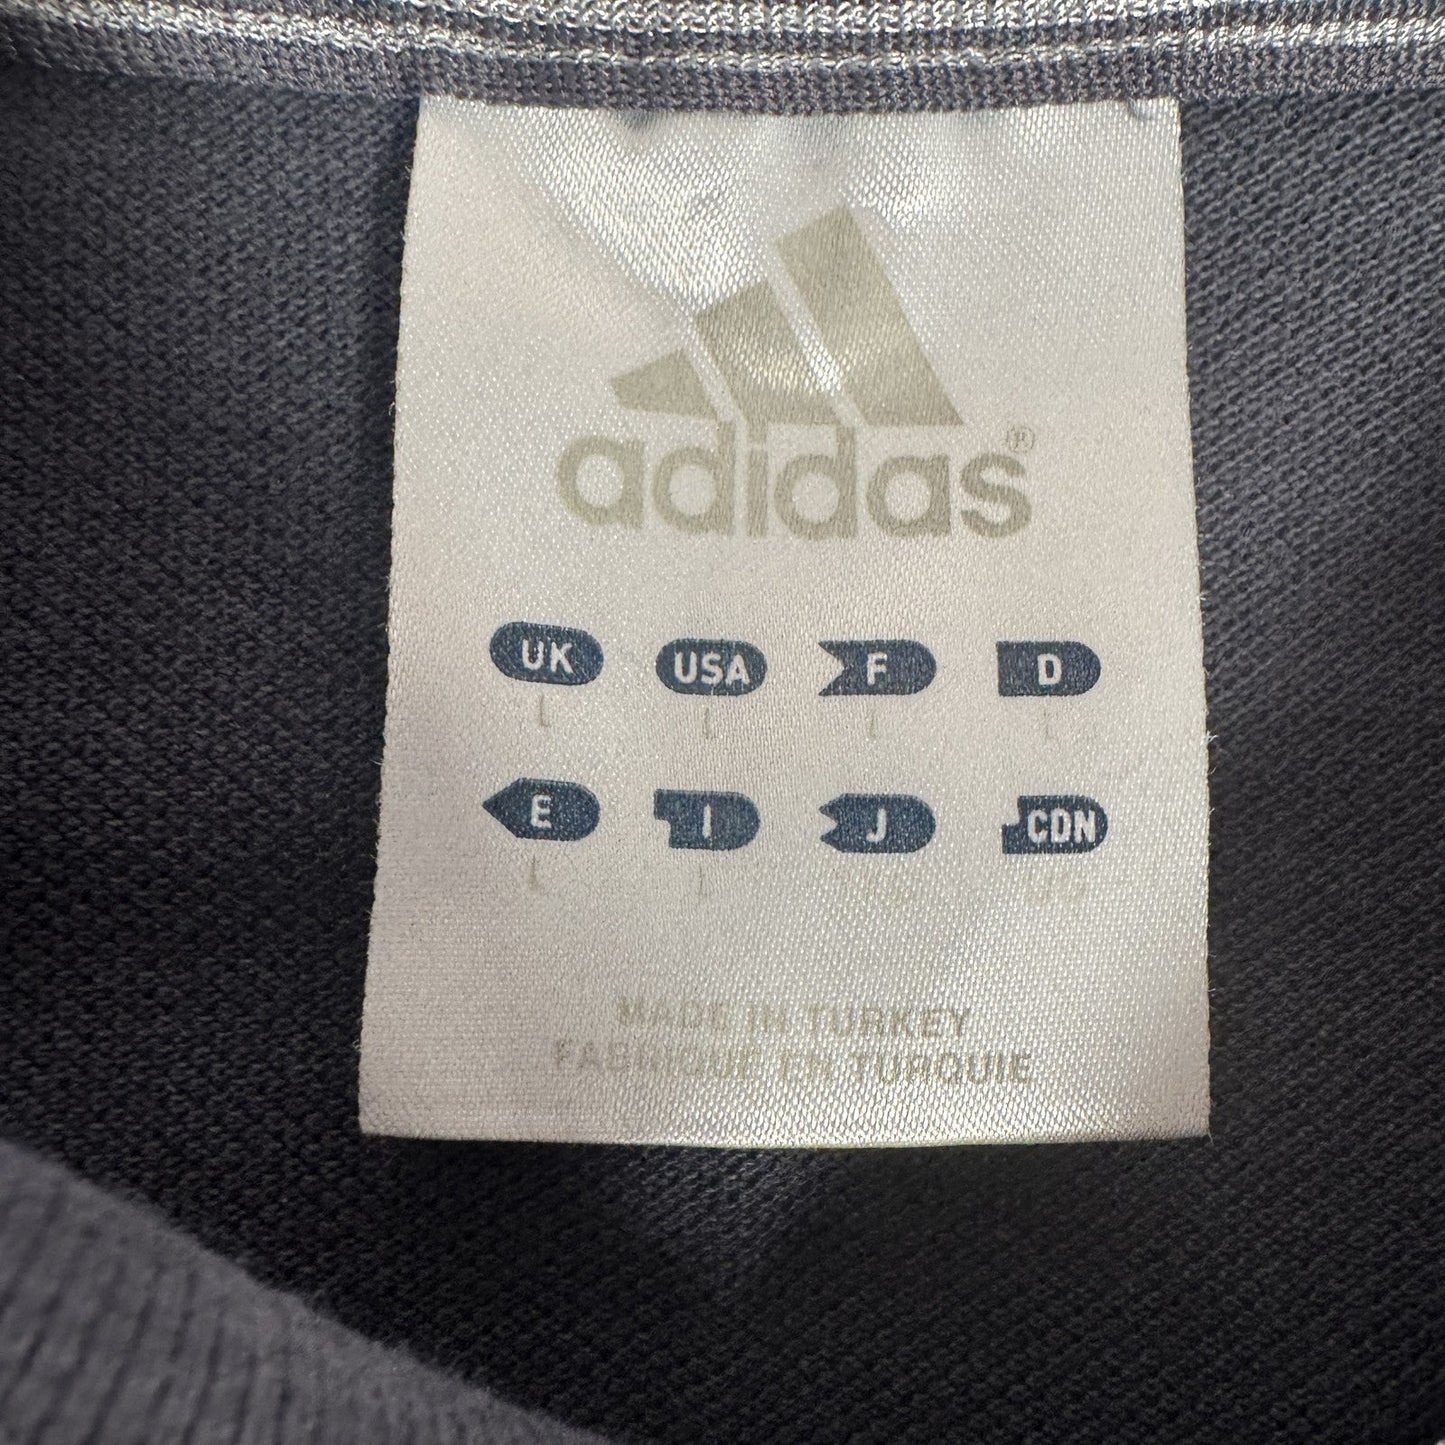 adidas®
UK USA F D
L L L L
E I J CDN
L L
MADE IN TURKEY
FABRIQUE EN TURQUIE